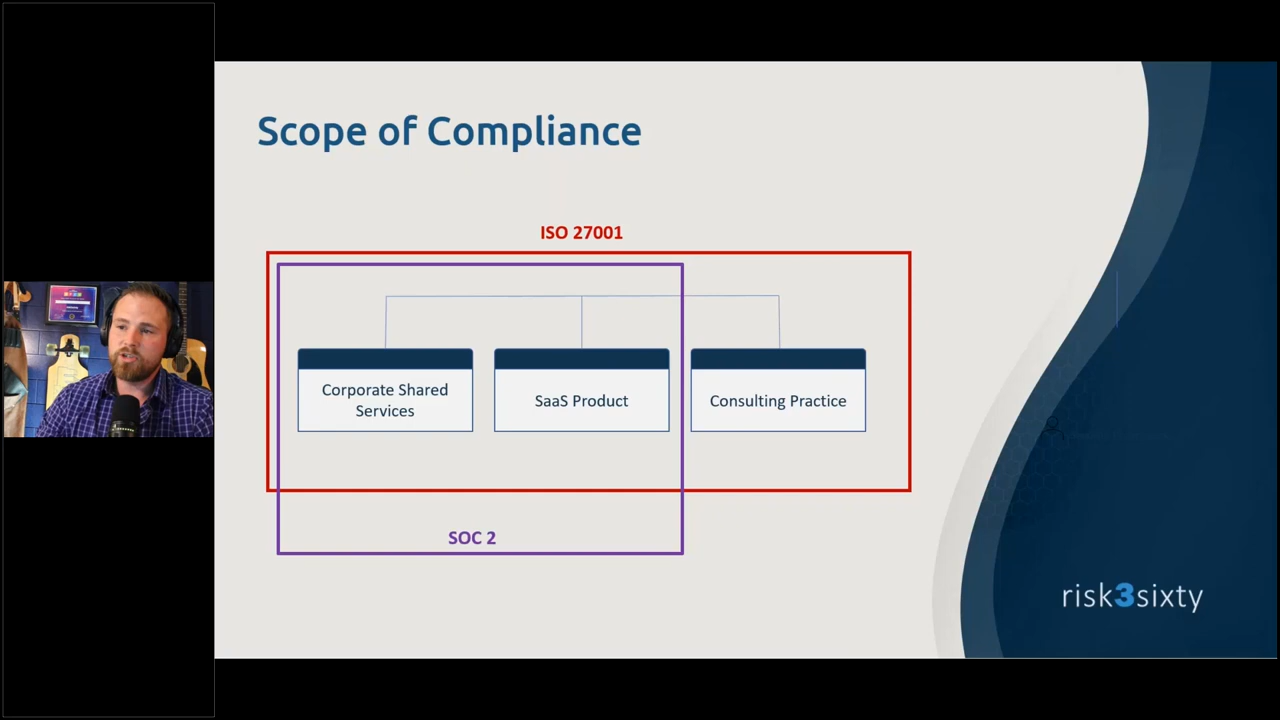 Scope of Compliance
ISO 27001
Corporate Shared
Services
SaaS Product
Consulting Practice
SOC 2
risk3sixty